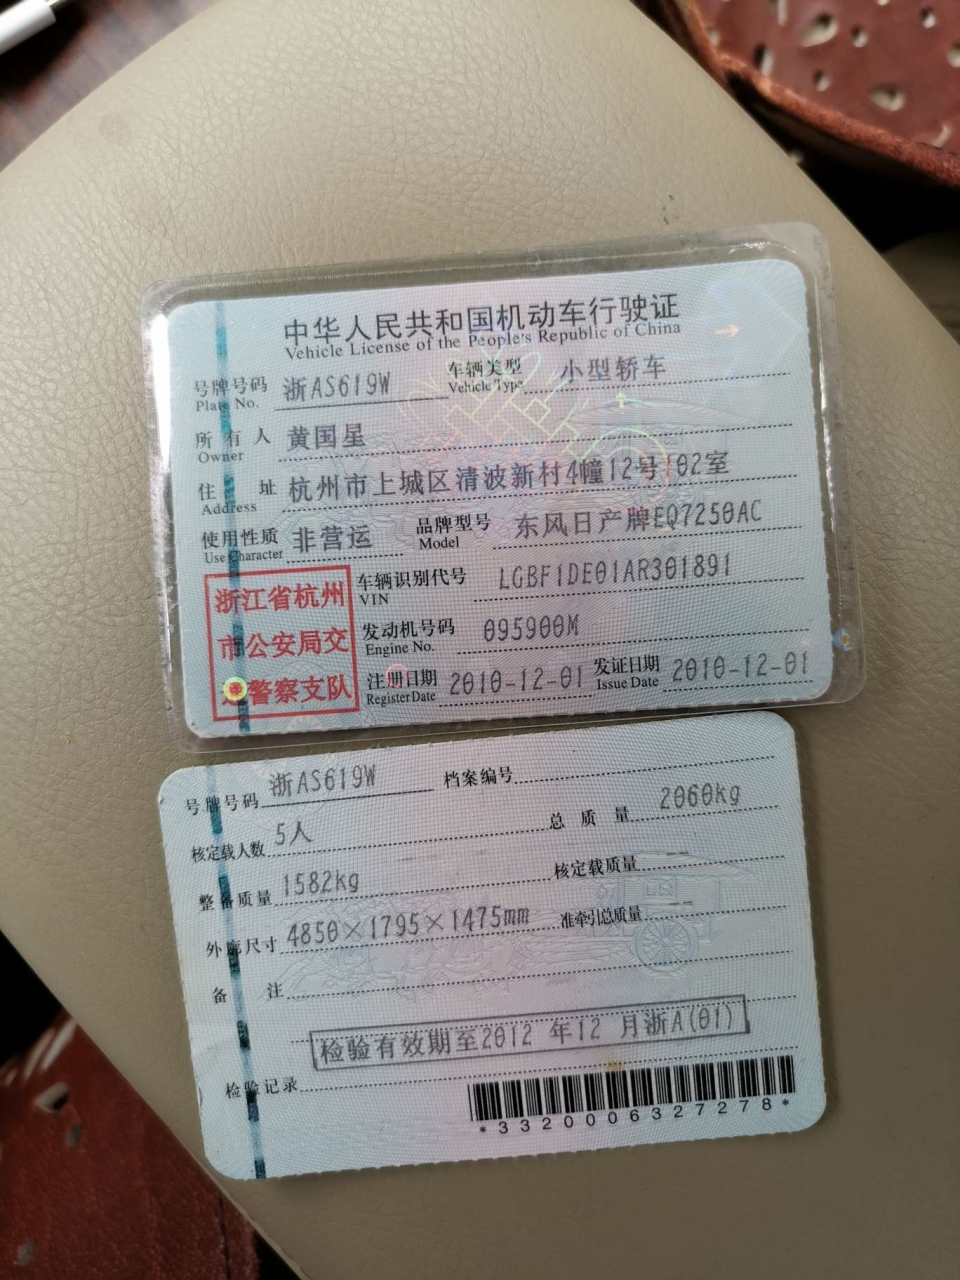 中华人民共和国机动车行驶证
Vehicle License of the People's Republic of China
号牌号码 浙AS619W 车辆类型 小型轿车
Plate No. Vehicle Type
所有人 黄国星
Owner
住址 杭州市上城区清波新村4幢12号102室
Address
使用性质 非营运 品牌型号 东风日产牌EQ7250AC
Use Character Model
浙江省杭州
市公安局交
通警察支队
车辆识别代号 LGBF1DE01AR301891
VIN
发动机号码 095900M
Engine No.
注册日期 2010-12-01 发证日期 2010-12-01
Register Date Issue Date
号牌号码 浙AS619W 档案编号
核定载人数 5人 总质量 2060kg
整备质量 1582kg 核定载质量 --
外廓尺寸 4850×1795×1475mm 准牵引总质量 --
备注
检验有效期至2012 年12 月浙A(01)
检验记录
*3320006327278*